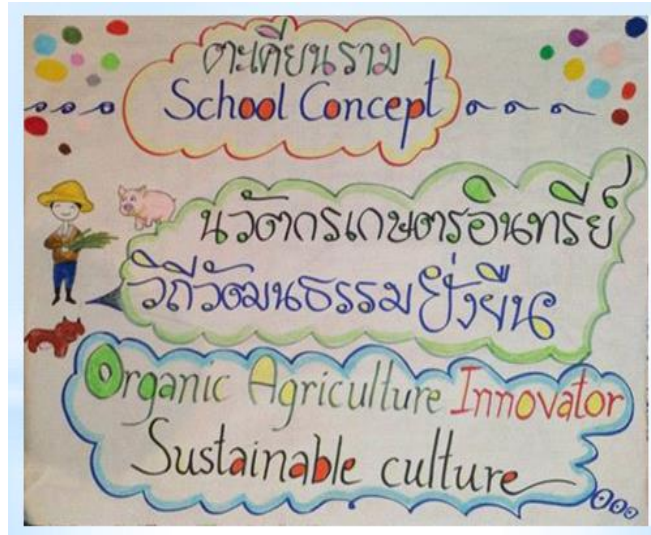 ตะเคียนราม
School Concept
นวัตกรเกษตรอินทรีย์
วิถีวัฒนธรรมยั่งยืน
Organic Agriculture Innovator
Sustainable culture